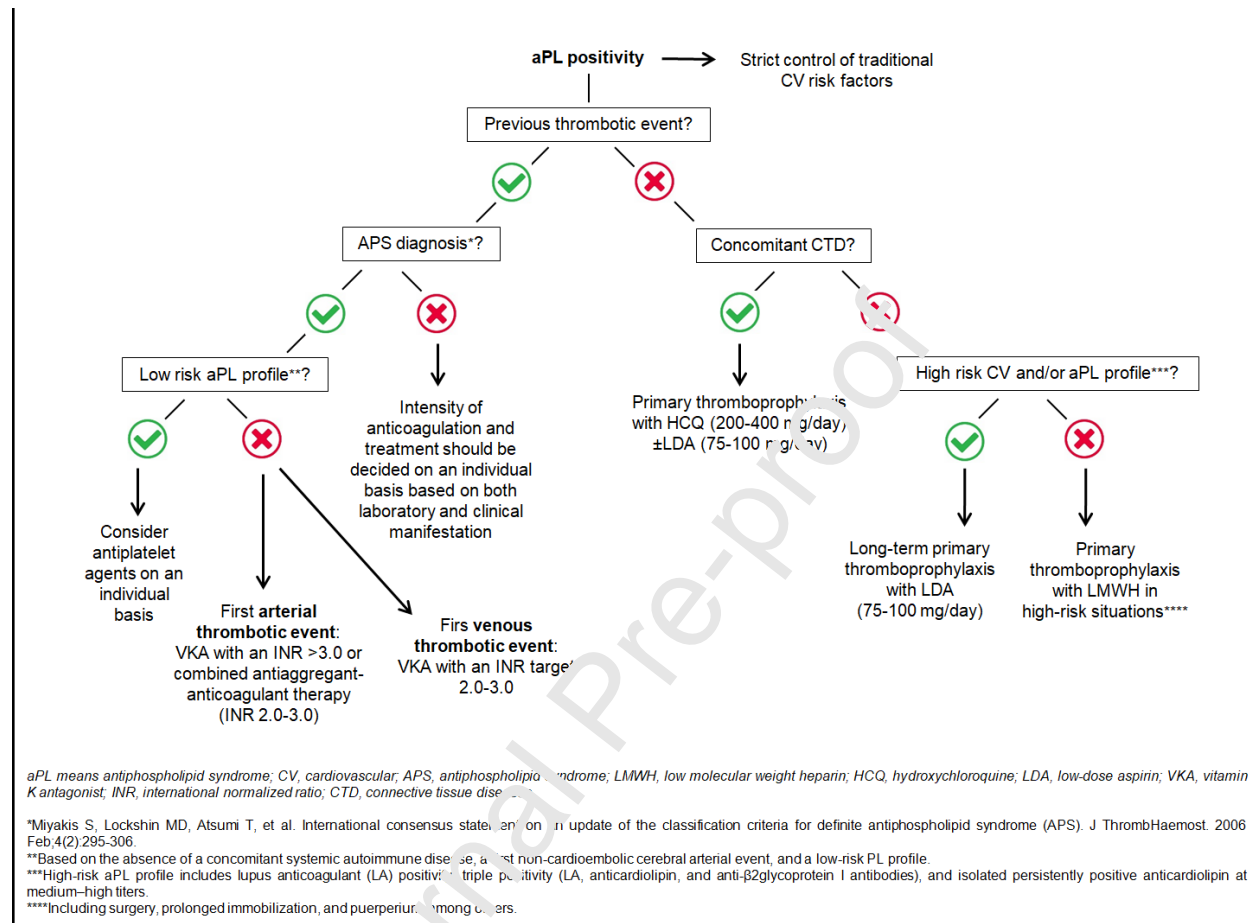 aPL positivity
Strict control of traditional
CV risk factors
Previous thrombotic event?
APS diagnosis*?
Concomitant CTD?
Low risk aPL profile**?
High risk CV and/or aPL profile***?
Intensity of
anticoagulation and
treatment should be
decided on an individual
basis based on both
laboratory and clinical
manifestation
Primary thromboprophylaxis
with HCQ (200-400 mg/day)
±LDA (75-100 mg/day)
Consider
antiplatelet
agents on an
individual
basis
First arterial
thrombotic event:
VKA with an INR >3.0 or
combined antiaggregant-
anticoagulant therapy
(INR 2.0-3.0)
Firs venous
thrombotic event:
VKA with an INR target
2.0-3.0
Long-term primary
thromboprophylaxis
with LDA
(75-100 mg/day)
Primary
thromboprophylaxis
with LMWH in
high-risk situations****
rnal Pre-proof
aPL means antiphospholipid syndrome; CV, cardiovascular; APS, antiphospholipid syndrome; LMWH, low molecular weight heparin; HCQ, hydroxychloroquine; LDA, low-dose aspirin; VKA, vitamin
K antagonist; INR, international normalized ratio; CTD, connective tissue disease.
*Miyakis S, Lockshin MD, Atsumi T, et al. International consensus statement on an update of the classification criteria for definite antiphospholipid syndrome (APS). J ThrombHaemost. 2006
Feb;4(2):295-306.
**Based on the absence of a concomitant systemic autoimmune disease, a first non-cardioembolic cerebral arterial event, and a low-risk PL profile.
***High-risk aPL profile includes lupus anticoagulant (LA) positivity, triple positivity (LA, anticardiolipin, and anti-β2glycoprotein I antibodies), and isolated persistently positive anticardiolipin at
medium–high titers.
****Including surgery, prolonged immobilization, and puerperium, among others.